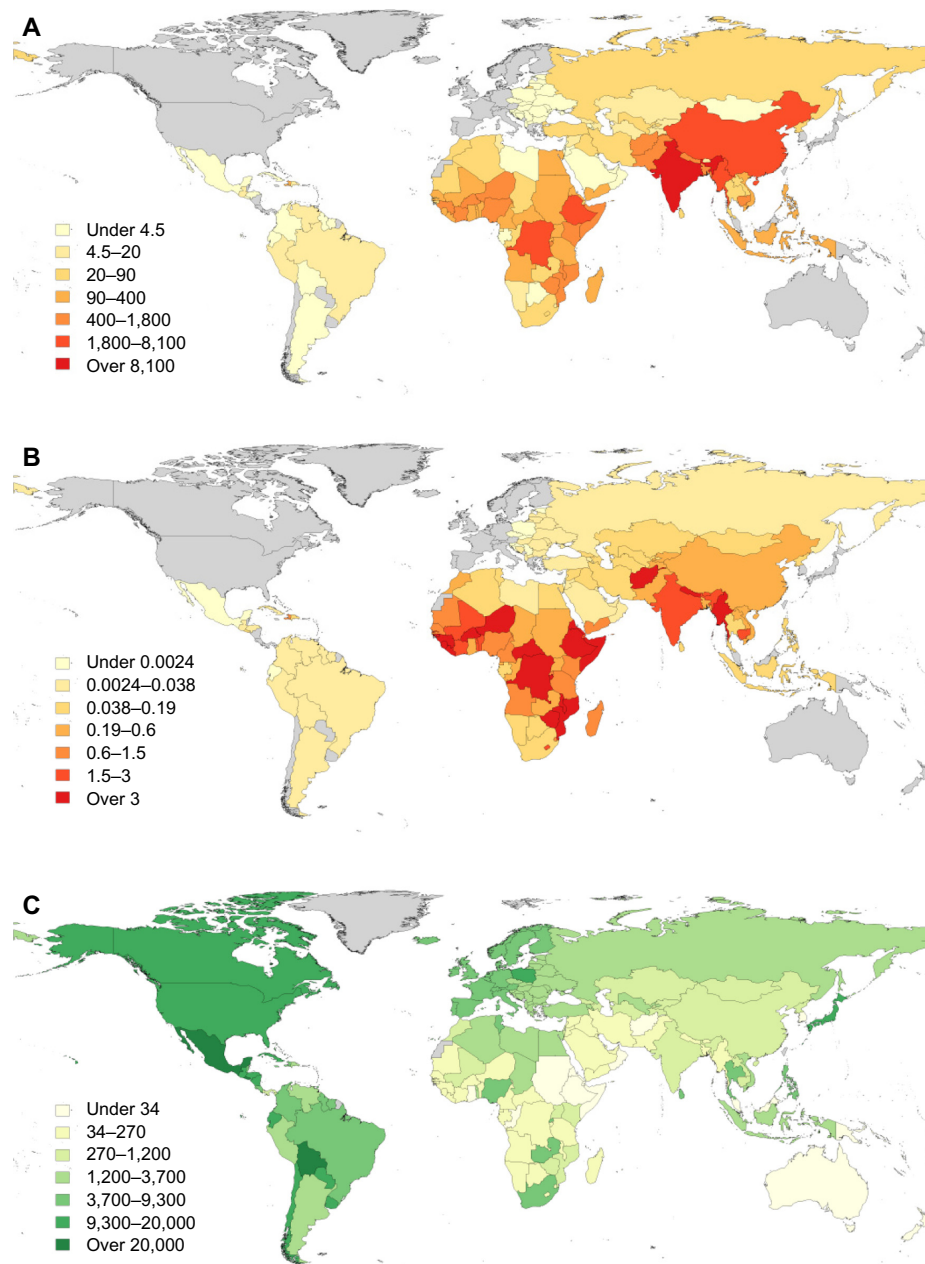 A
Under 4.5
4.5–20
20–90
90–400
400–1,800
1,800–8,100
Over 8,100
B
Under 0.0024
0.0024–0.038
0.038–0.19
0.19–0.6
0.6–1.5
1.5–3
Over 3
C
Under 34
34–270
270–1,200
1,200–3,700
3,700–9,300
9,300–20,000
Over 20,000